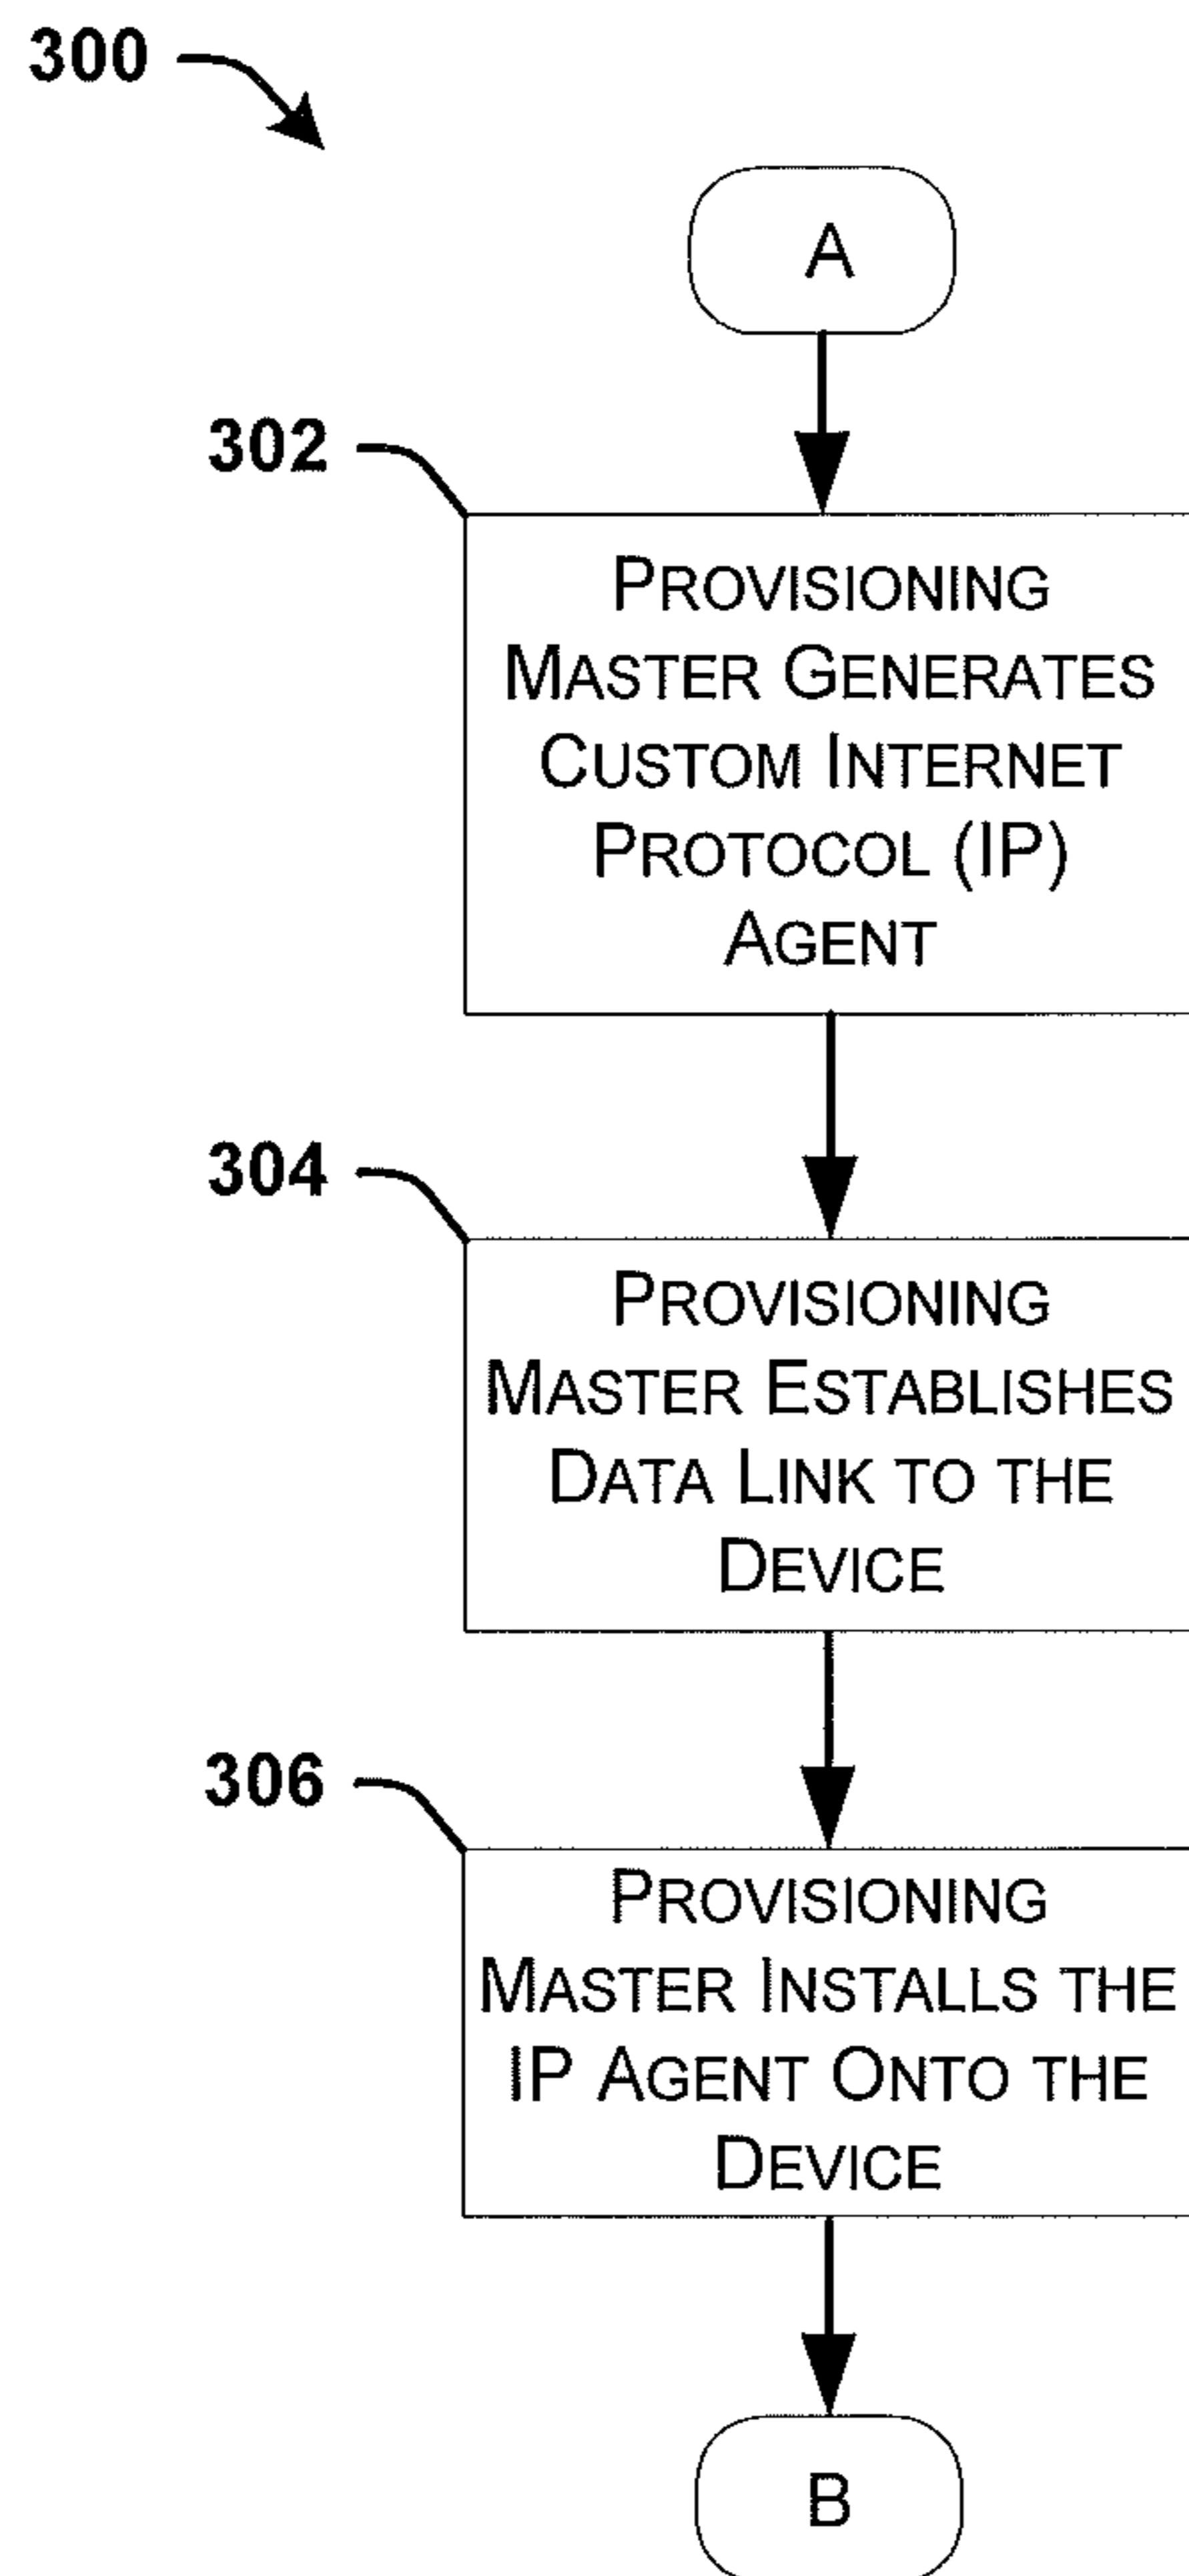 300
A
302
PROVISIONING
MASTER GENERATES
CUSTOM INTERNET
PROTOCOL (IP)
AGENT
304
PROVISIONING
MASTER ESTABLISHES
DATA LINK TO THE
DEVICE
306
PROVISIONING
MASTER INSTALLS THE
IP AGENT ONTO THE
DEVICE
B